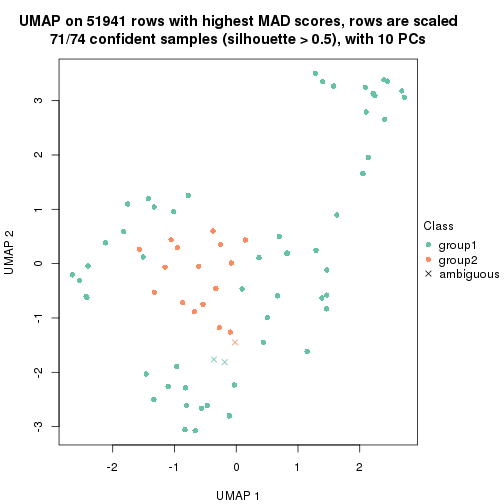 UMAP on 51941 rows with highest MAD scores, rows are scaled
71/74 confident samples (silhouette > 0.5), with 10 PCs
3
2
1
0
-1
-2
-3
UMAP 2
-2
-1
0
1
2
UMAP 1
Class
group1
group2
ambiguous